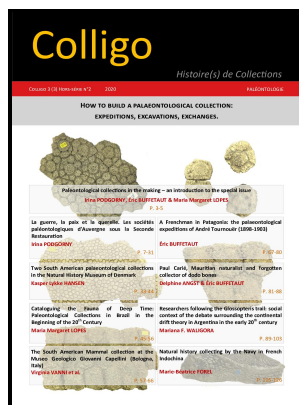 Colligo
Histoire(s) de Collections
COLLIGO 3 (3) HORS-SÉRIE N°2 2020 PALÉONTOLOGIE
HOW TO BUILD A PALAEONTOLOGICAL COLLECTION:
EXPEDITIONS, EXCAVATIONS, EXCHANGES.
Paleontological collections in the making – an introduction to the special issue
Irina PODGORNY, Éric BUFFETAUT & Maria Margaret LOPES
P. 3-5
La guerre, la paix et la querelle. Les sociétés
paléontologiques d'Auvergne sous la Seconde
Restauration
Irina PODGORNY
P. 7-31
A Frenchman in Patagonia: the palaeontological
expeditions of André Tournouër (1898-1903)
Éric BUFFETAUT
P. 67-80
Two South American palaeontological collections
in the Natural History Museum of Denmark
Kasper Lykke HANSEN
P. 33-44
Paul Carié, Mauritian naturalist and forgotten
collector of dodo bones
Delphine ANGST & Éric BUFFETAUT
P. 81-88
Cataloguing the Fauna of Deep Time:
Paleontological Collections in Brazil in the
Beginning of the 20th Century
Maria Margaret LOPES
Researchers following the Glossopteris trail: social
context of the debate surrounding the continental
drift theory in Argentina in the early 20th century
Mariana F. WALIGORA
P. 89-103
The South American Mammal collection at the
Museo Geologico Giovanni Capellini (Bologna,
Italy)
Virginia VANNI et al.
Natural history collecting by the Navy in French
Indochina
Marie-Béatrice FOREL